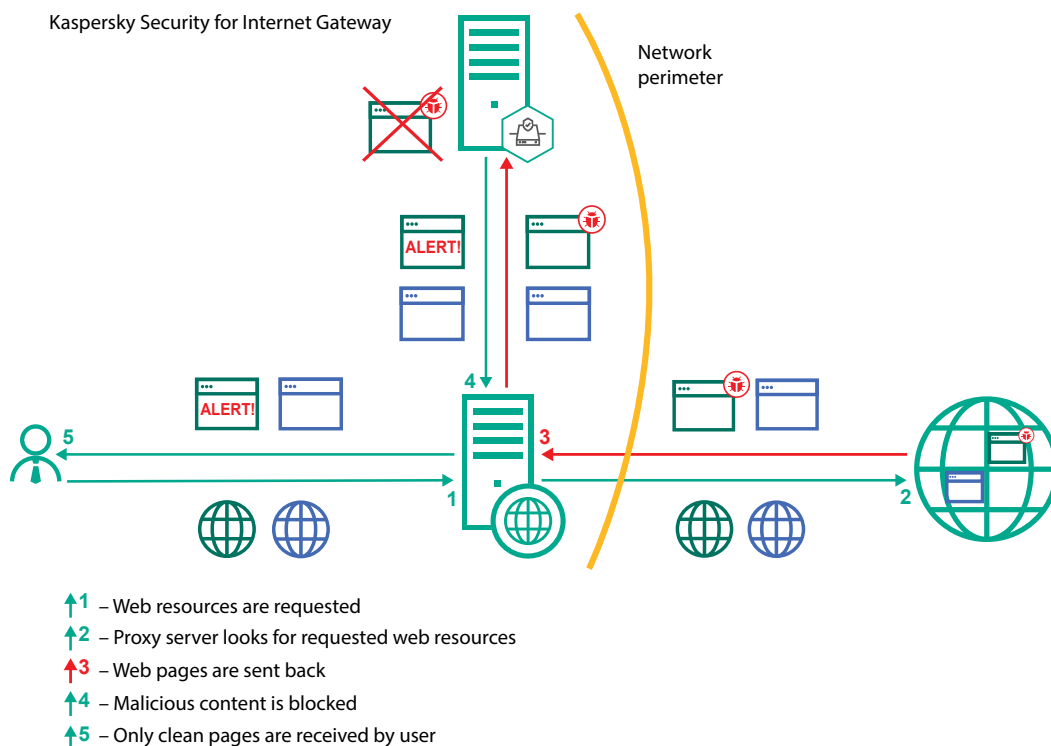 Kaspersky Security for Internet Gateway
Network
perimeter
ALERT!
4
ALERT!
5
3
1
2
1 – Web resources are requested
2 – Proxy server looks for requested web resources
3 – Web pages are sent back
4 – Malicious content is blocked
5 – Only clean pages are received by user